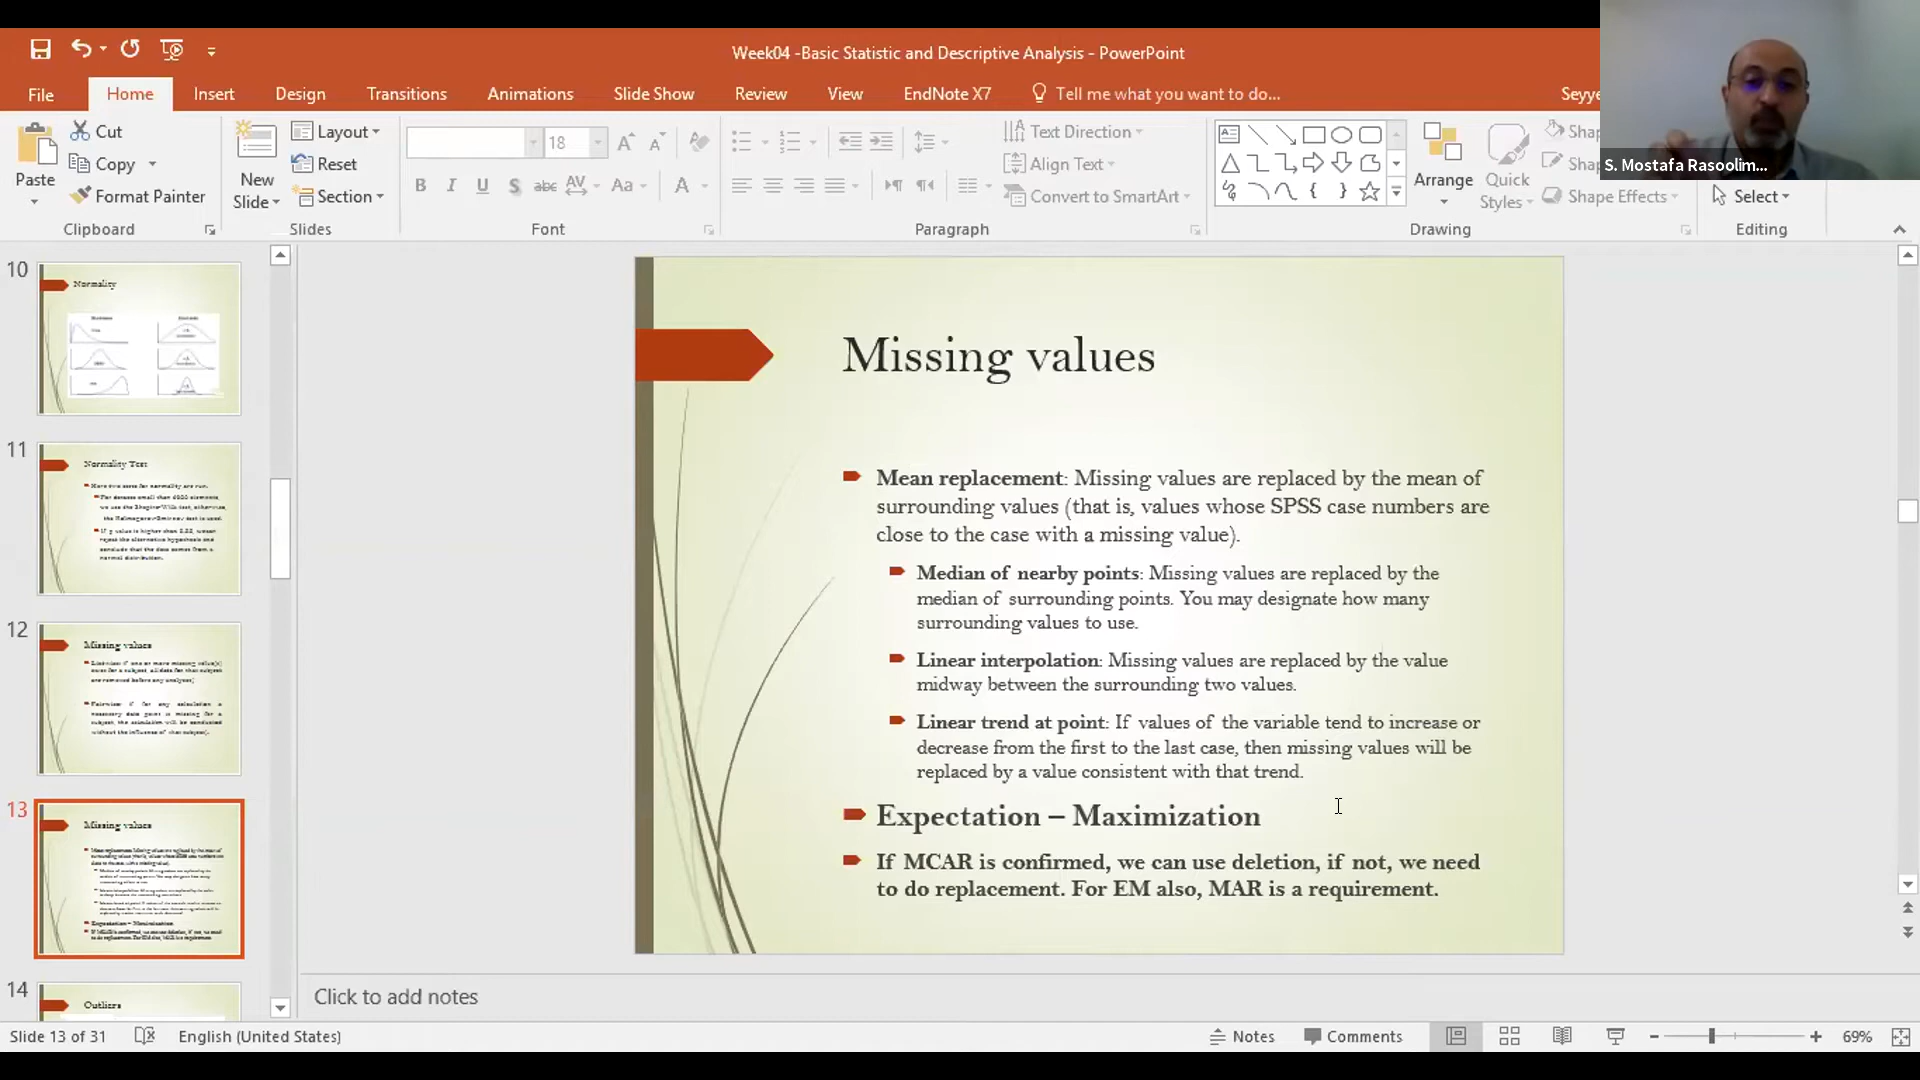 Week04 -Basic Statistic and Descriptive Analysis - PowerPoint
File Home Insert Design Transitions Animations Slide Show Review View EndNote X7 Tell me what you want to do... Seyye
S. Mostafa Rasoolim...
Paste
Cut
Copy
Format Painter
Clipboard
New
Slide
Layout
Reset
Section
Slides
18
B I U S abc AV Aa A
Font
Text Direction
Align Text
Convert to SmartArt
Paragraph
Arrange
Quick
Styles
Shap
Shap
Shape Effects
Drawing
Select
Editing
10
Normality
11
Normality Test
12
Missing values
13
Missing values
14
Outliers
Missing values
Mean replacement: Missing values are replaced by the mean of
surrounding values (that is, values whose SPSS case numbers are
close to the case with a missing value).
Median of nearby points: Missing values are replaced by the
median of surrounding points. You may designate how many
surrounding values to use.
Linear interpolation: Missing values are replaced by the value
midway between the surrounding two values.
Linear trend at point: If values of the variable tend to increase or
decrease from the first to the last case, then missing values will be
replaced by a value consistent with that trend.
Expectation – Maximization
If MCAR is confirmed, we can use deletion, if not, we need
to do replacement. For EM also, MAR is a requirement.
Click to add notes
Slide 13 of 31 English (United States) Notes Comments 69%